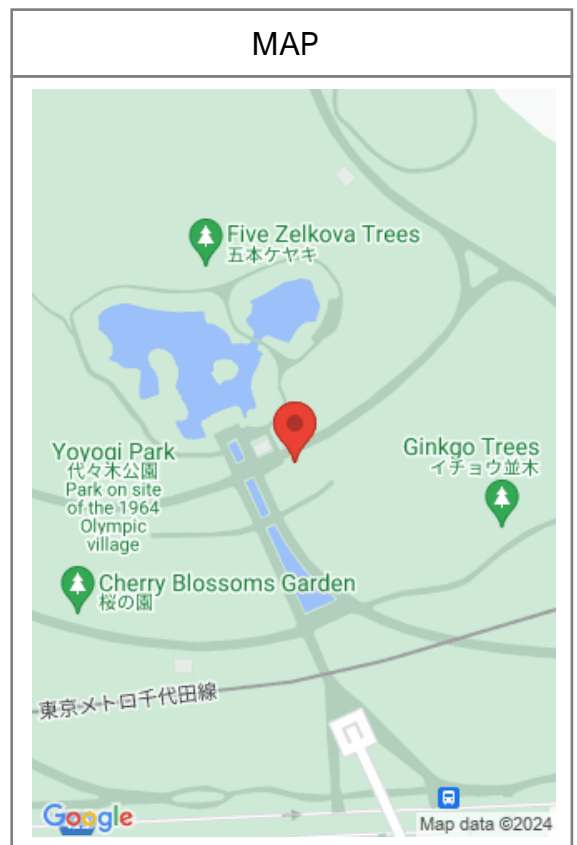 MAP
Five Zelkova Trees
五本ケヤキ
Yoyogi Park
代々木公園
Park on site
of the 1964
Olympic
village
Ginkgo Trees
イチョウ並木
Cherry Blossoms Garden
桜の園
東京メトロ千代田線
Google
Map data ©2024